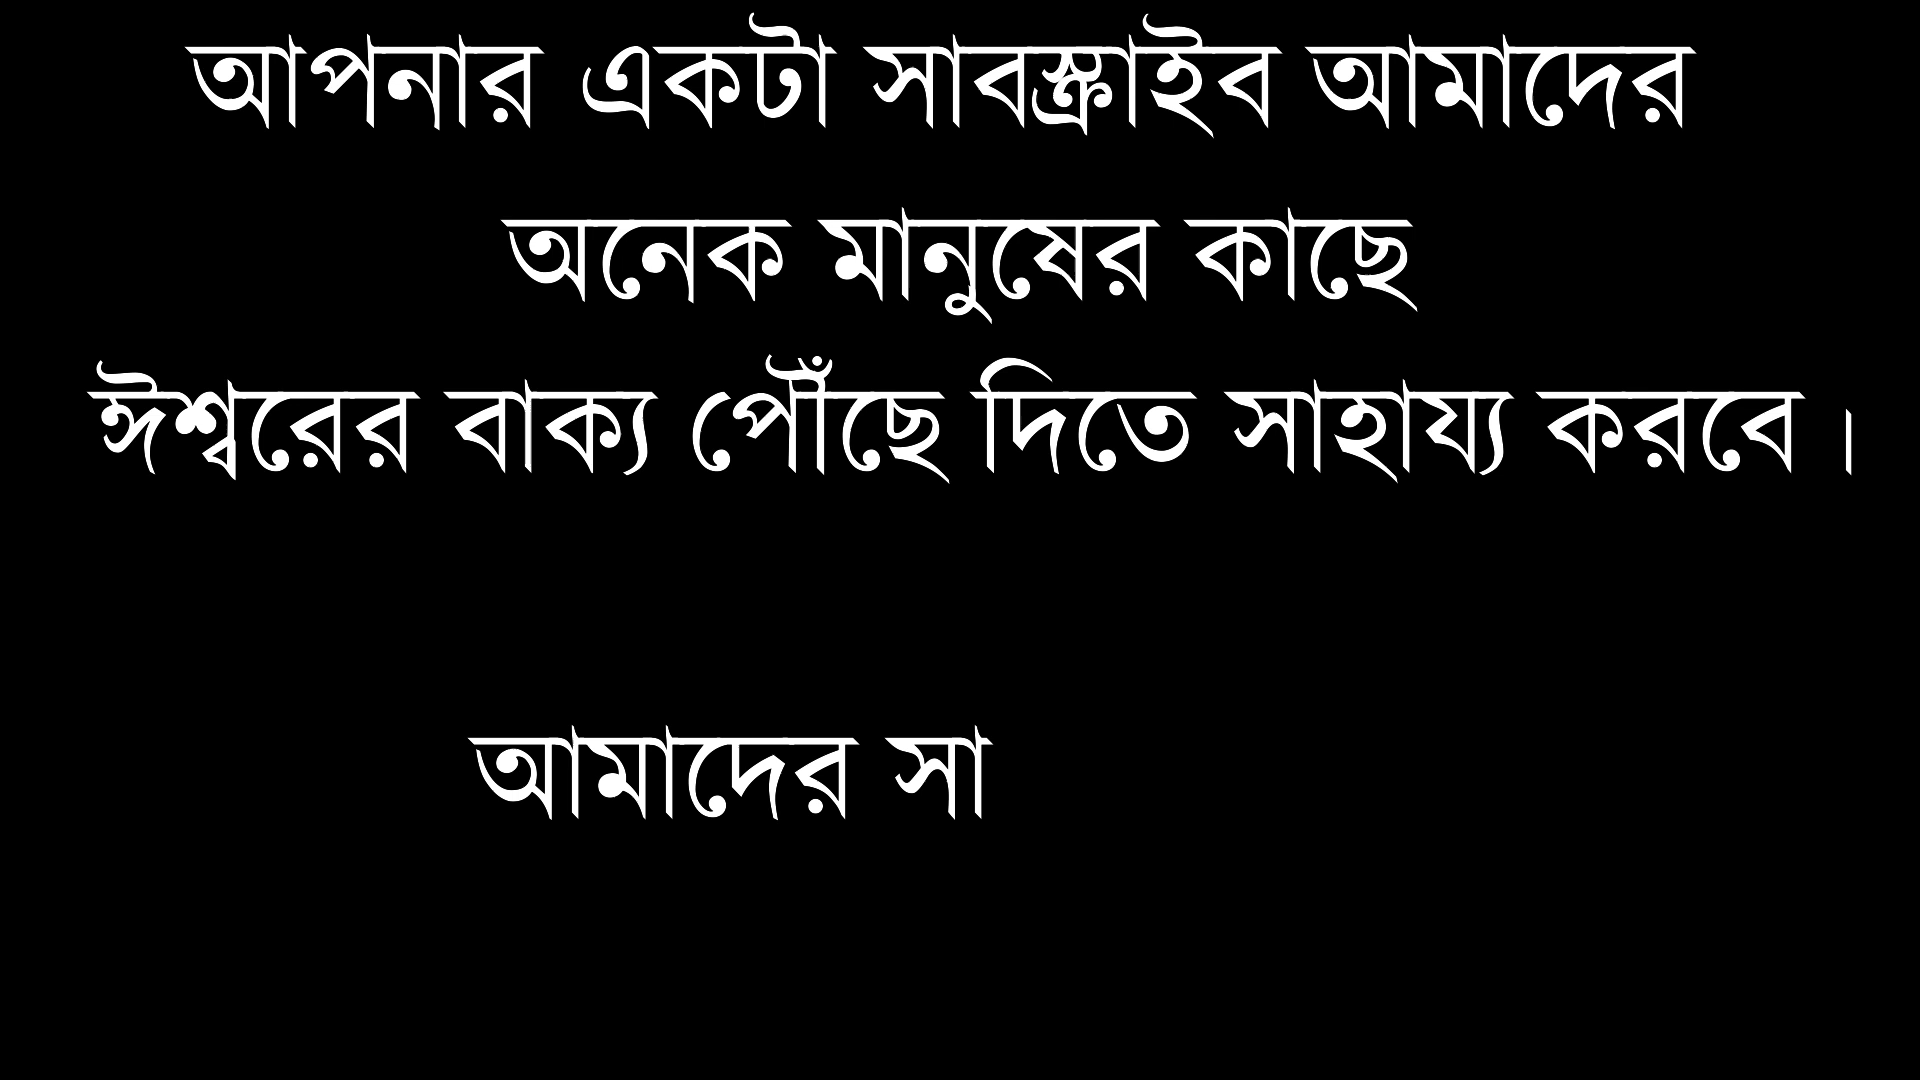 আপনার একটা সাবস্ক্রাইব আমাদের
অনেক মানুষের কাছে
ঈশ্বরের বাক্য পৌঁছে দিতে সাহায্য করবে ।
আমাদের সা